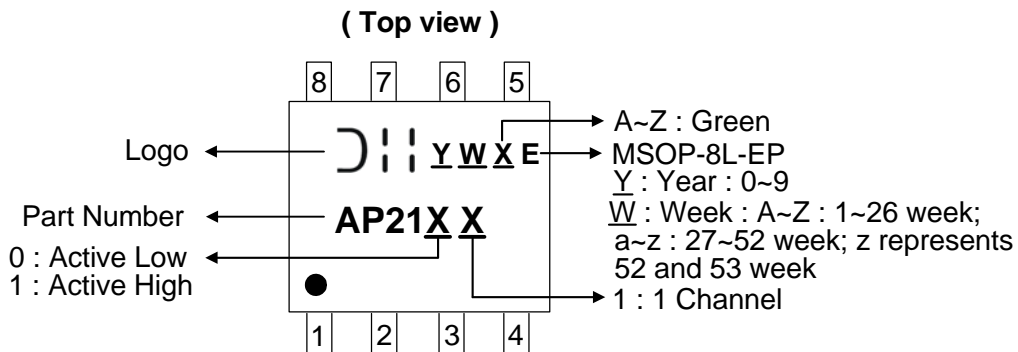 ( Top view )
8 7 6 5
Logo
Y W X E
A~Z : Green
MSOP-8L-EP
Y : Year : 0~9
W : Week : A~Z : 1~26 week;
a~z : 27~52 week; z represents
52 and 53 week
Part Number
AP21X X
0 : Active Low
1 : Active High
1 : 1 Channel
1 2 3 4